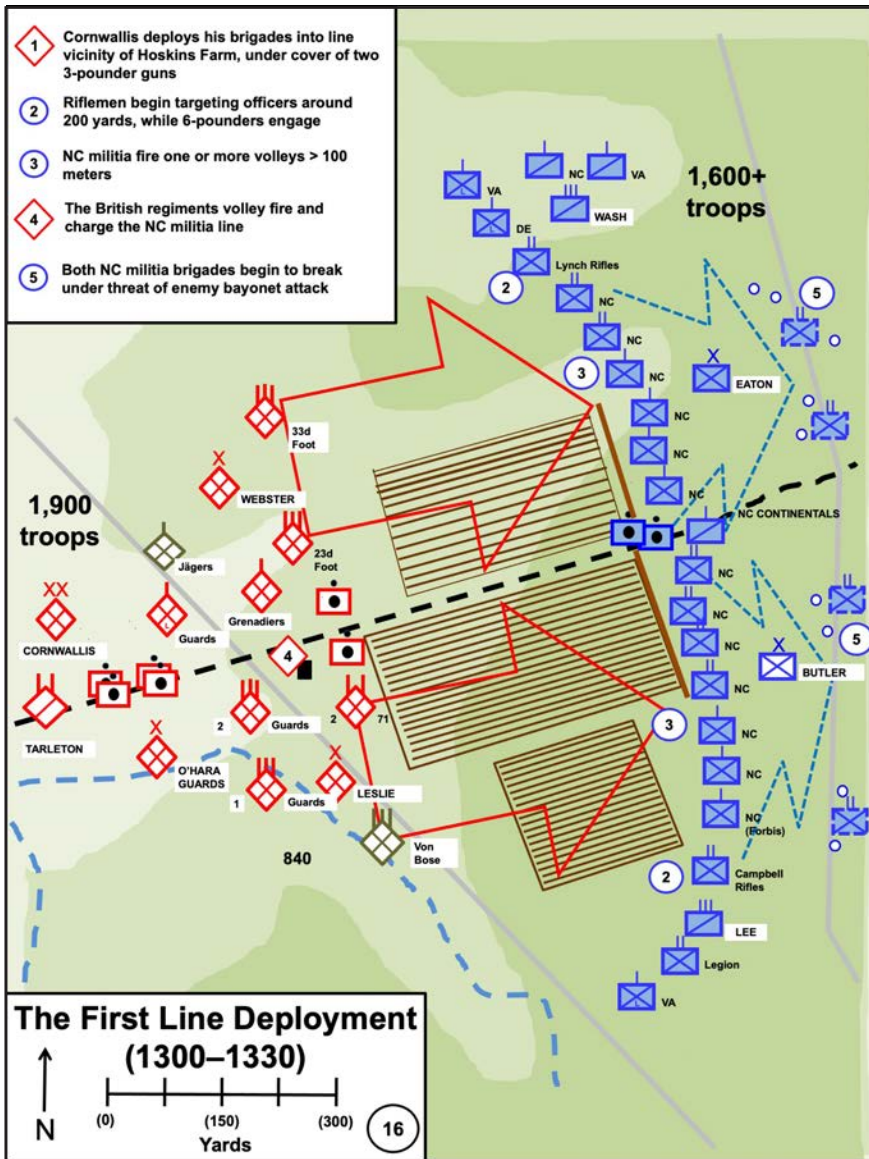 1
Cornwallis deploys his brigades into line
vicinity of Hoskins Farm, under cover of two
3-pounder guns
2
Riflemen begin targeting officers around
200 yards, while 6-pounders engage
3
NC militia fire one or more volleys > 100
meters
4
The British regiments volley fire and
charge the NC militia line
5
Both NC militia brigades begin to break
under threat of enemy bayonet attack
1,600+
troops
NC
VA
VA
WASH
DE
2
Lynch Rifles
5
NC
NC
3
NC
X
EATON
NC
33d
Foot
NC
X
WEBSTER
NC
1,900
troops
NC CONTINENTALS
Jägers
23d
Foot
NC
XX
Grenadiers
L
Guards
NC
CORNWALLIS
4
NC
X
5
BUTLER
NC
2
Guards
2
71
3
TARLETON
NC
X
O'HARA
GUARDS
X
LESLIE
NC
1
Guards
NC
(Forbis)
Von
Bose
840
2
Campbell
Rifles
LEE
Legion
L
VA
The First Line Deployment
(1300–1330)
N
(0)
(150)
(300)
Yards
16